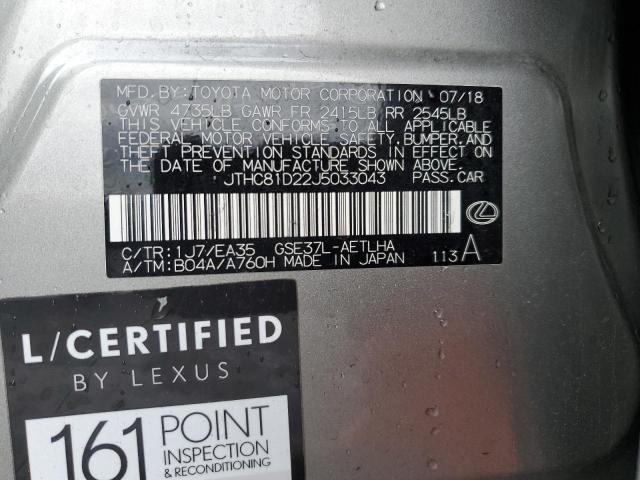 MFD. BY: TOYOTA MOTOR CORPORATION 07/18
GVWR 4735LB GAWR FR 2415LB RR 2545LB
THIS VEHICLE CONFORMS TO ALL APPLICABLE
FEDERAL MOTOR VEHICLE SAFETY, BUMPER, AND
THEFT PREVENTION STANDARDS IN EFFECT ON
THE DATE OF MANUFACTURE SHOWN ABOVE.
JTHC81D22J5033043 PASS.CAR
C/TR: 1J7/EA35 GSE37L-AETLHA
A/TM: B04A/A760H MADE IN JAPAN 113 A
L/CERTIFIED
BY LEXUS
161 POINT
INSPECTION
& RECONDITIONING